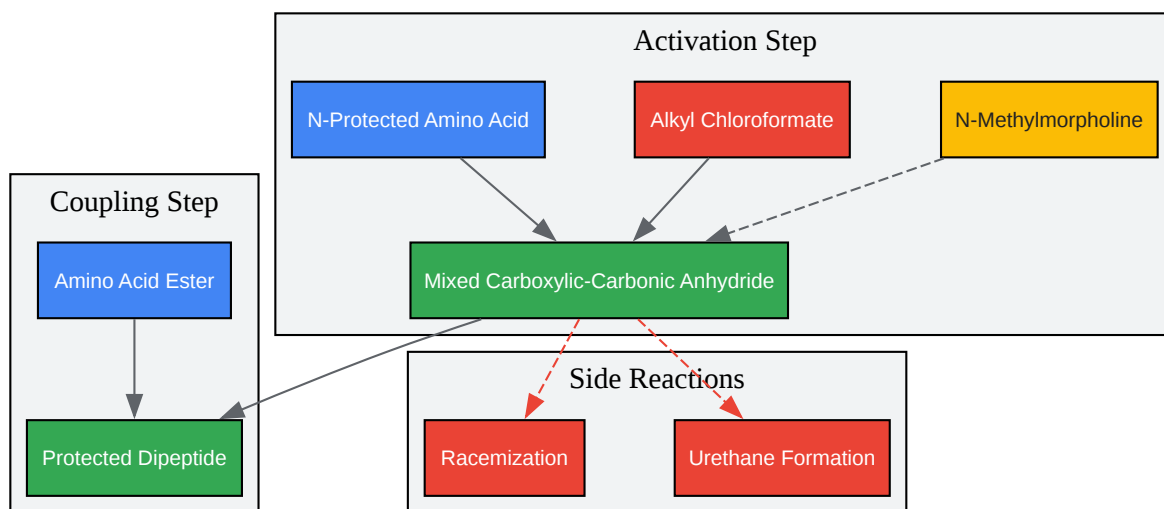 Activation Step
N-Protected Amino Acid
Alkyl Chloroformate
N-Methylmorpholine
Mixed Carboxylic-Carbonic Anhydride
Coupling Step
Amino Acid Ester
Protected Dipeptide
Side Reactions
Racemization
Urethane Formation